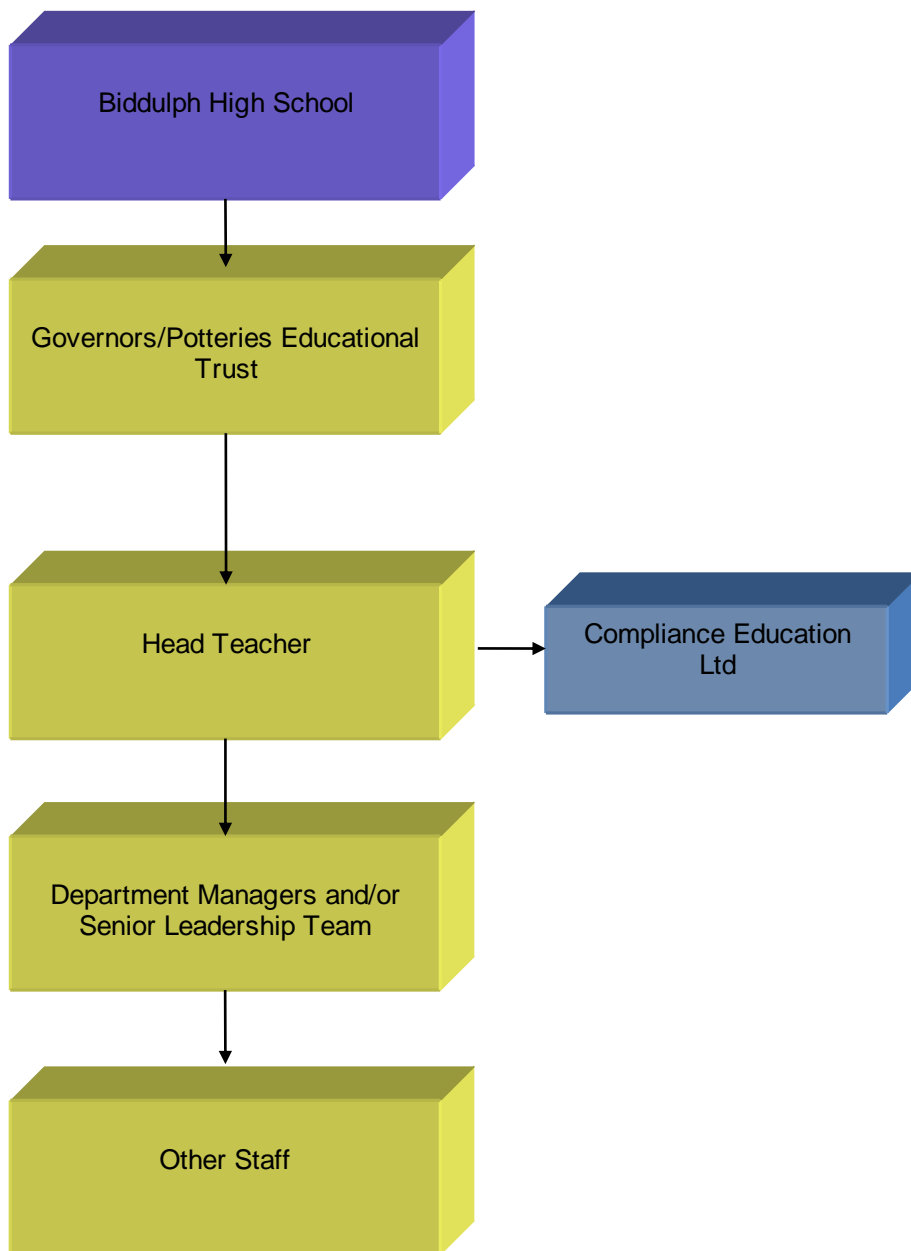 Biddulph High School
Governors/Potteries Educational
Trust
Head Teacher
Compliance Education
Ltd
Department Managers and/or
Senior Leadership Team
Other Staff